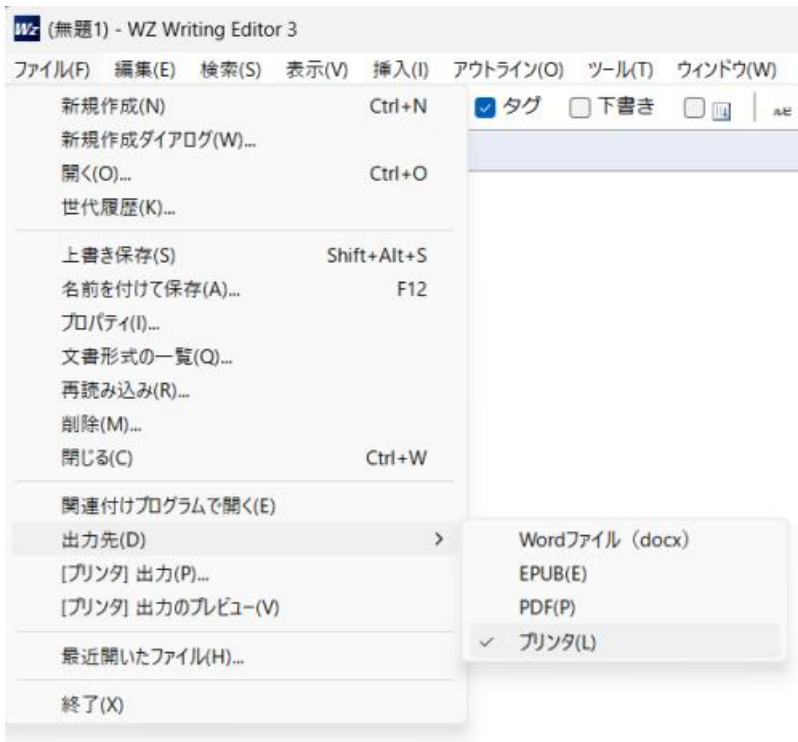 Wz (無題1) - WZ Writing Editor 3
ファイル(F) 編集(E) 検索(S) 表示(V) 挿入(I) アウトライン(O) ツール(T) ウィンドウ(W)
タグ 下書き ルビ
新規作成(N) Ctrl+N
新規作成ダイアログ(W)...
開く(O)... Ctrl+O
世代履歴(K)...
上書き保存(S) Shift+Alt+S
名前を付けて保存(A)... F12
プロパティ(I)...
文書形式の一覧(Q)...
再読み込み(R)...
削除(M)...
閉じる(C) Ctrl+W
関連付けプログラムで開く(E)
出力先(D)
[プリンタ] 出力(P)...
[プリンタ] 出力のプレビュー(V)
最近開いたファイル(H)...
終了(X)
Wordファイル（docx）
EPUB(E)
PDF(P)
プリンタ(L)